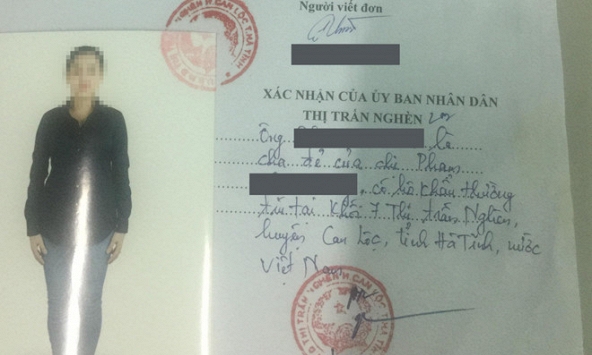 Người viết đơn
XÁC NHẬN CỦA ỦY BAN NHÂN DÂN
THỊ TRẤN NGHÈN
Ông là
cha đẻ của chị Phạm
, có hộ khẩu thường
trú tại Khối 7 Thị trấn Nghèn,
huyện Can Lộc, tỉnh Hà Tĩnh, nước
Việt Nam